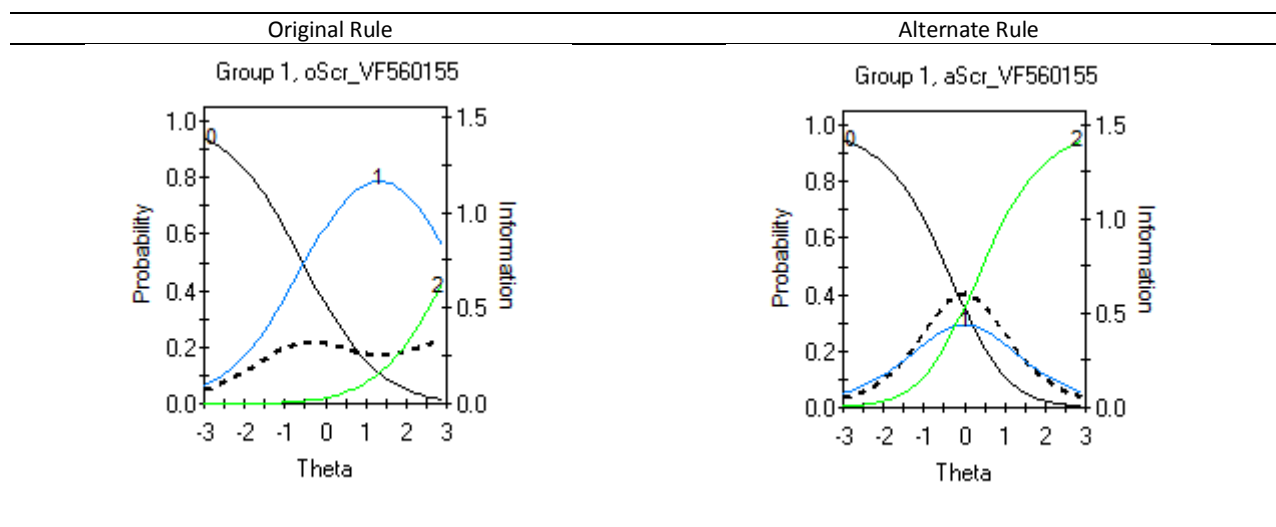 Original Rule
Alternate Rule
Group 1, oScr_VF560155
Group 1, aScr_VF560155
1.0
0.8
0.6
0.4
0.2
0.0
Probability
0
1
2
1.5
1.0
0.5
0.0
Information
-3 -2 -1 0 1 2 3
Theta
1.0
0.8
0.6
0.4
0.2
0.0
Probability
0
1
2
1.5
1.0
0.5
0.0
Information
-3 -2 -1 0 1 2 3
Theta